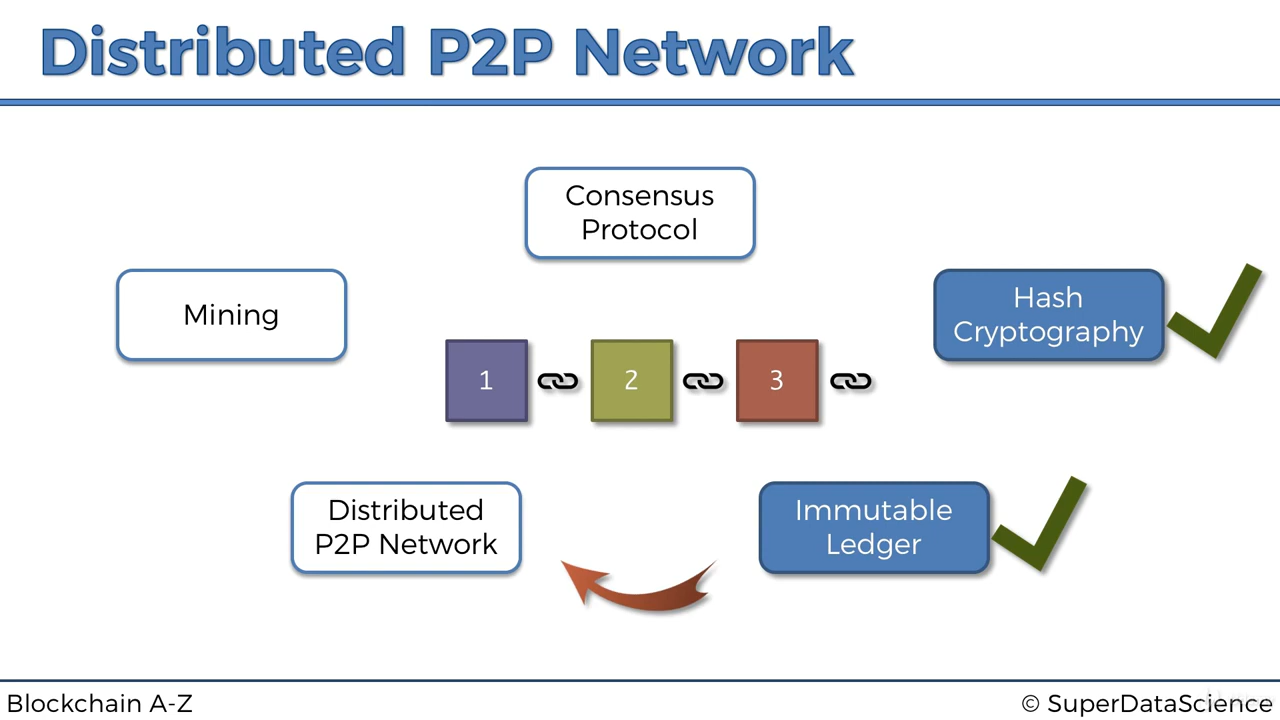 Distributed P2P Network
Consensus
Protocol
Mining
Hash
Cryptography
1
2
3
Distributed
P2P Network
Immutable
Ledger
Blockchain A-Z
© SuperDataScience